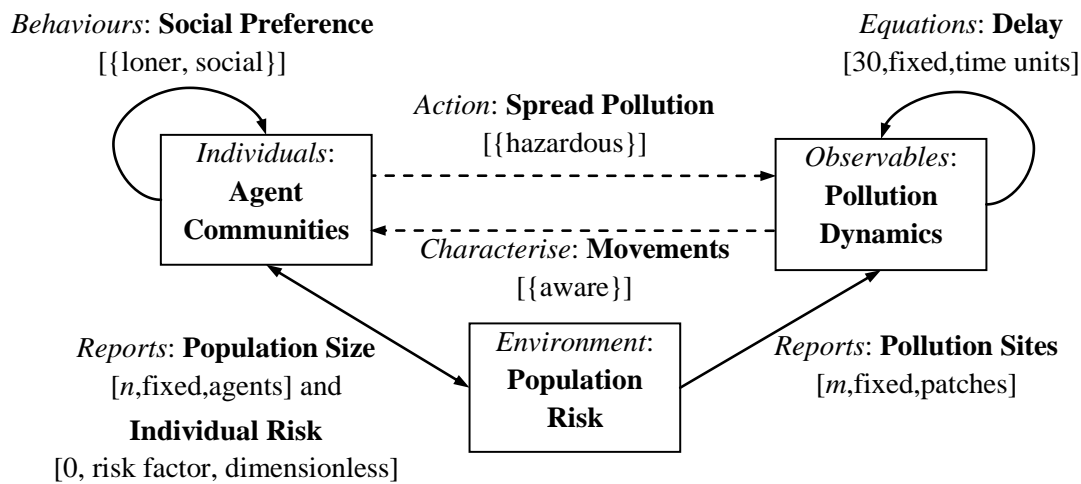 Behaviours: Social Preference
[{loner, social}]
Equations: Delay
[30,fixed,time units]
Action: Spread Pollution
[{hazardous}]
Individuals:
Agent
Communities
Observables:
Pollution
Dynamics
Characterise: Movements
[{aware}]
Reports: Population Size
[n,fixed,agents] and
Individual Risk
[0, risk factor, dimensionless]
Environment:
Population
Risk
Reports: Pollution Sites
[m,fixed,patches]